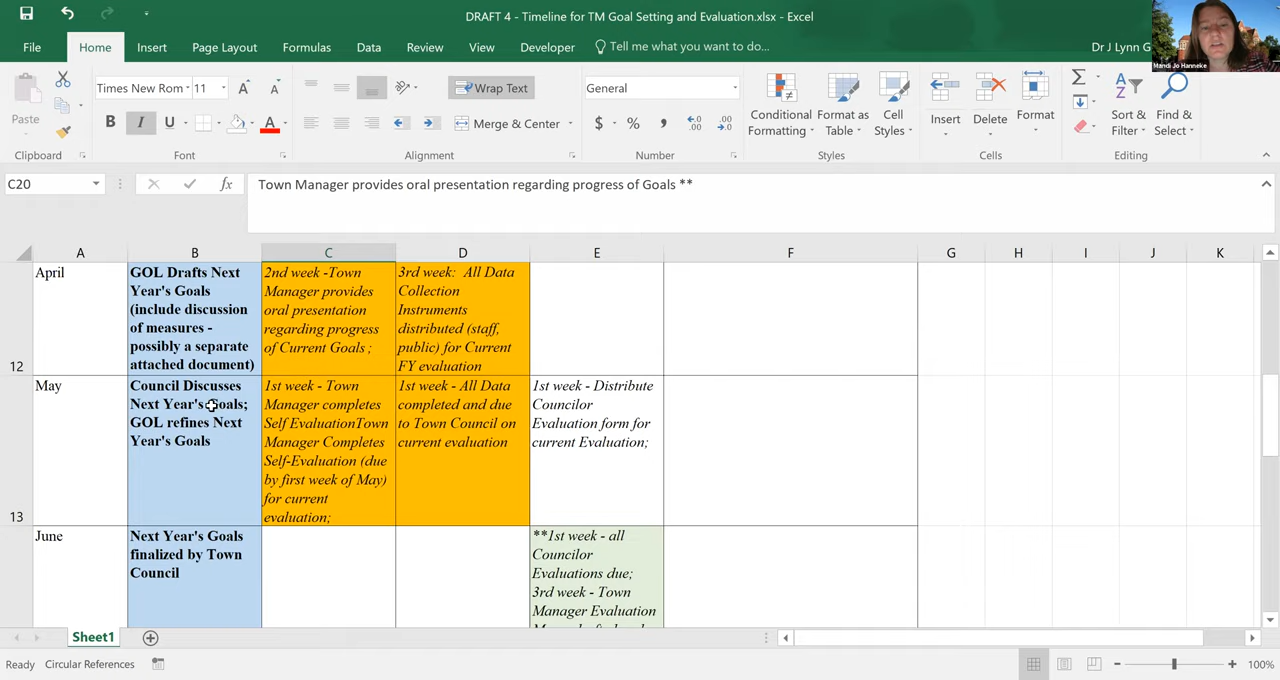 DRAFT 4 - Timeline for TM Goal Setting and Evaluation.xlsx - Excel
File
Home
Insert
Page Layout
Formulas
Data
Review
View
Developer
Tell me what you want to do...
Dr J Lynn G
Mandi Jo Hanneke
Paste
Clipboard
Times New Rom
11
B I U
Font
Wrap Text
Merge & Center
Alignment
General
$ % ,
Number
Conditional
Formatting
Format as
Table
Cell
Styles
Styles
Insert
Delete
Format
Cells
Sort &
Filter
Find &
Select
Editing
C20
fx
Town Manager provides oral presentation regarding progress of Goals **
A B C D E F G H I J K
12
April
GOL Drafts Next
Year's Goals
(include discussion
of measures -
possibly a separate
attached document)
2nd week -Town
Manager provides
oral presentation
regarding progress
of Current Goals ;
3rd week:  All Data
Collection
Instruments
distributed (staff,
public) for Current
FY evaluation
13
May
Council Discusses
Next Year's Goals;
GOL refines Next
Year's Goals
1st week - Town
Manager completes
Self EvaluationTown
Manager Completes
Self-Evaluation (due
by first week of May)
for current
evaluation;
1st week - All Data
completed and due
to Town Council on
current evaluation
1st week - Distribute
Councilor
Evaluation form for
current Evaluation;
June
Next Year's Goals
finalized by Town
Council
**1st week - all
Councilor
Evaluations due;
3rd week - Town
Manager Evaluation
Sheet1
Ready
Circular References
100%